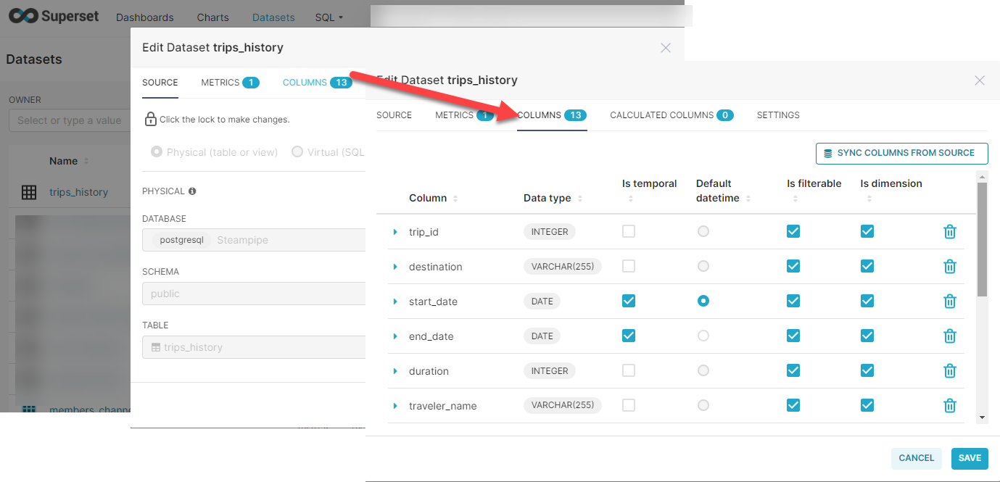 Superset Dashboards Charts Datasets SQL
Datasets
OWNER
Select or type a value
Name
trips_history
Edit Dataset trips_history
SOURCE METRICS 1 COLUMNS 13
Click the lock to make changes.
Physical (table or view) Virtual (SQL
PHYSICAL
DATABASE
postgresql Steampipe
SCHEMA
public
TABLE
trips_history
Edit Dataset trips_history
SOURCE METRICS 1 COLUMNS 13 CALCULATED COLUMNS 0 SETTINGS
SYNC COLUMNS FROM SOURCE
Column Data type Is temporal Default datetime Is filterable Is dimension
trip_id INTEGER
destination VARCHAR(255)
start_date DATE
end_date DATE
duration INTEGER
traveler_name VARCHAR(255)
CANCEL SAVE